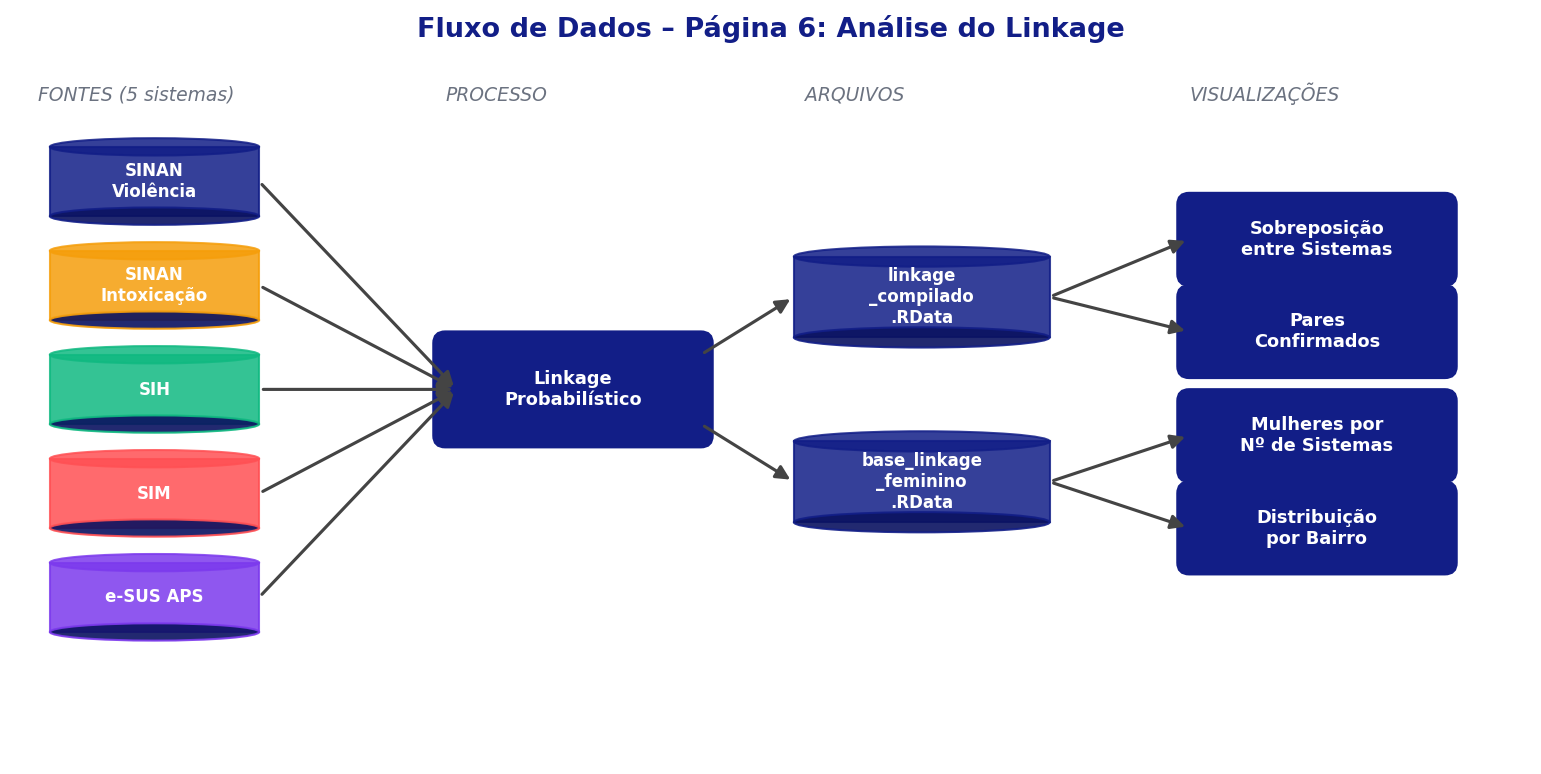 Fluxo de Dados – Página 6: Análise do Linkage
FONTES (5 sistemas)
PROCESSO
ARQUIVOS
VISUALIZAÇÕES
SINAN
Violência
SINAN
Intoxicação
SIH
SIM
e-SUS APS
Linkage
Probabilístico
linkage
_compilado
.RData
base_linkage
_feminino
.RData
Sobreposição
entre Sistemas
Pares
Confirmados
Mulheres por
Nº de Sistemas
Distribuição
por Bairro